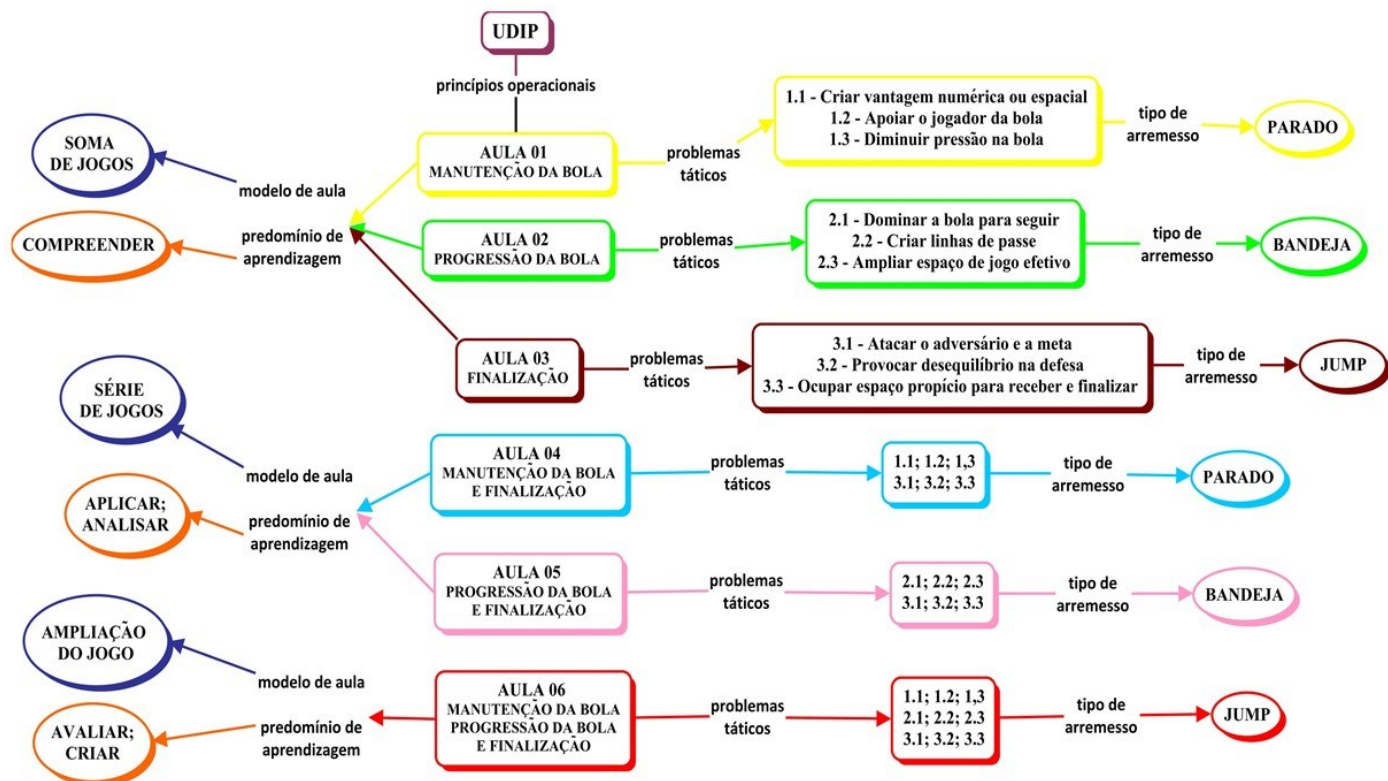 UDIP
princípios operacionais
SOMA
DE JOGOS
modelo de aula
COMPREENDER
predomínio de
aprendizagem
AULA 01
MANUTENÇÃO DA BOLA
problemas
táticos
1.1 - Criar vantagem numérica ou espacial
1.2 - Apoiar o jogador da bola
1.3 - Diminuir pressão na bola
tipo de
arremesso
PARADO
AULA 02
PROGRESSÃO DA BOLA
problemas
táticos
2.1 - Dominar a bola para seguir
2.2 - Criar linhas de passe
2.3 - Ampliar espaço de jogo efetivo
tipo de
arremesso
BANDEJA
AULA 03
FINALIZAÇÃO
problemas
táticos
3.1 - Atacar o adversário e a meta
3.2 - Provocar desequilíbrio na defesa
3.3 - Ocupar espaço propício para receber e finalizar
tipo de
arremesso
JUMP
SÉRIE
DE JOGOS
modelo de aula
APLICAR;
ANALISAR
predomínio de
aprendizagem
AULA 04
MANUTENÇÃO DA BOLA
E FINALIZAÇÃO
problemas
táticos
1.1; 1.2; 1,3
3.1; 3.2; 3.3
tipo de
arremesso
PARADO
AULA 05
PROGRESSÃO DA BOLA
E FINALIZAÇÃO
problemas
táticos
2.1; 2.2; 2.3
3.1; 3.2; 3.3
tipo de
arremesso
BANDEJA
AMPLIAÇÃO
DO JOGO
modelo de aula
AVALIAR;
CRIAR
predomínio de
aprendizagem
AULA 06
MANUTENÇÃO DA BOLA
PROGRESSÃO DA BOLA
E FINALIZAÇÃO
problemas
táticos
1.1; 1.2; 1,3
2.1; 2.2; 2.3
3.1; 3.2; 3.3
tipo de
arremesso
JUMP